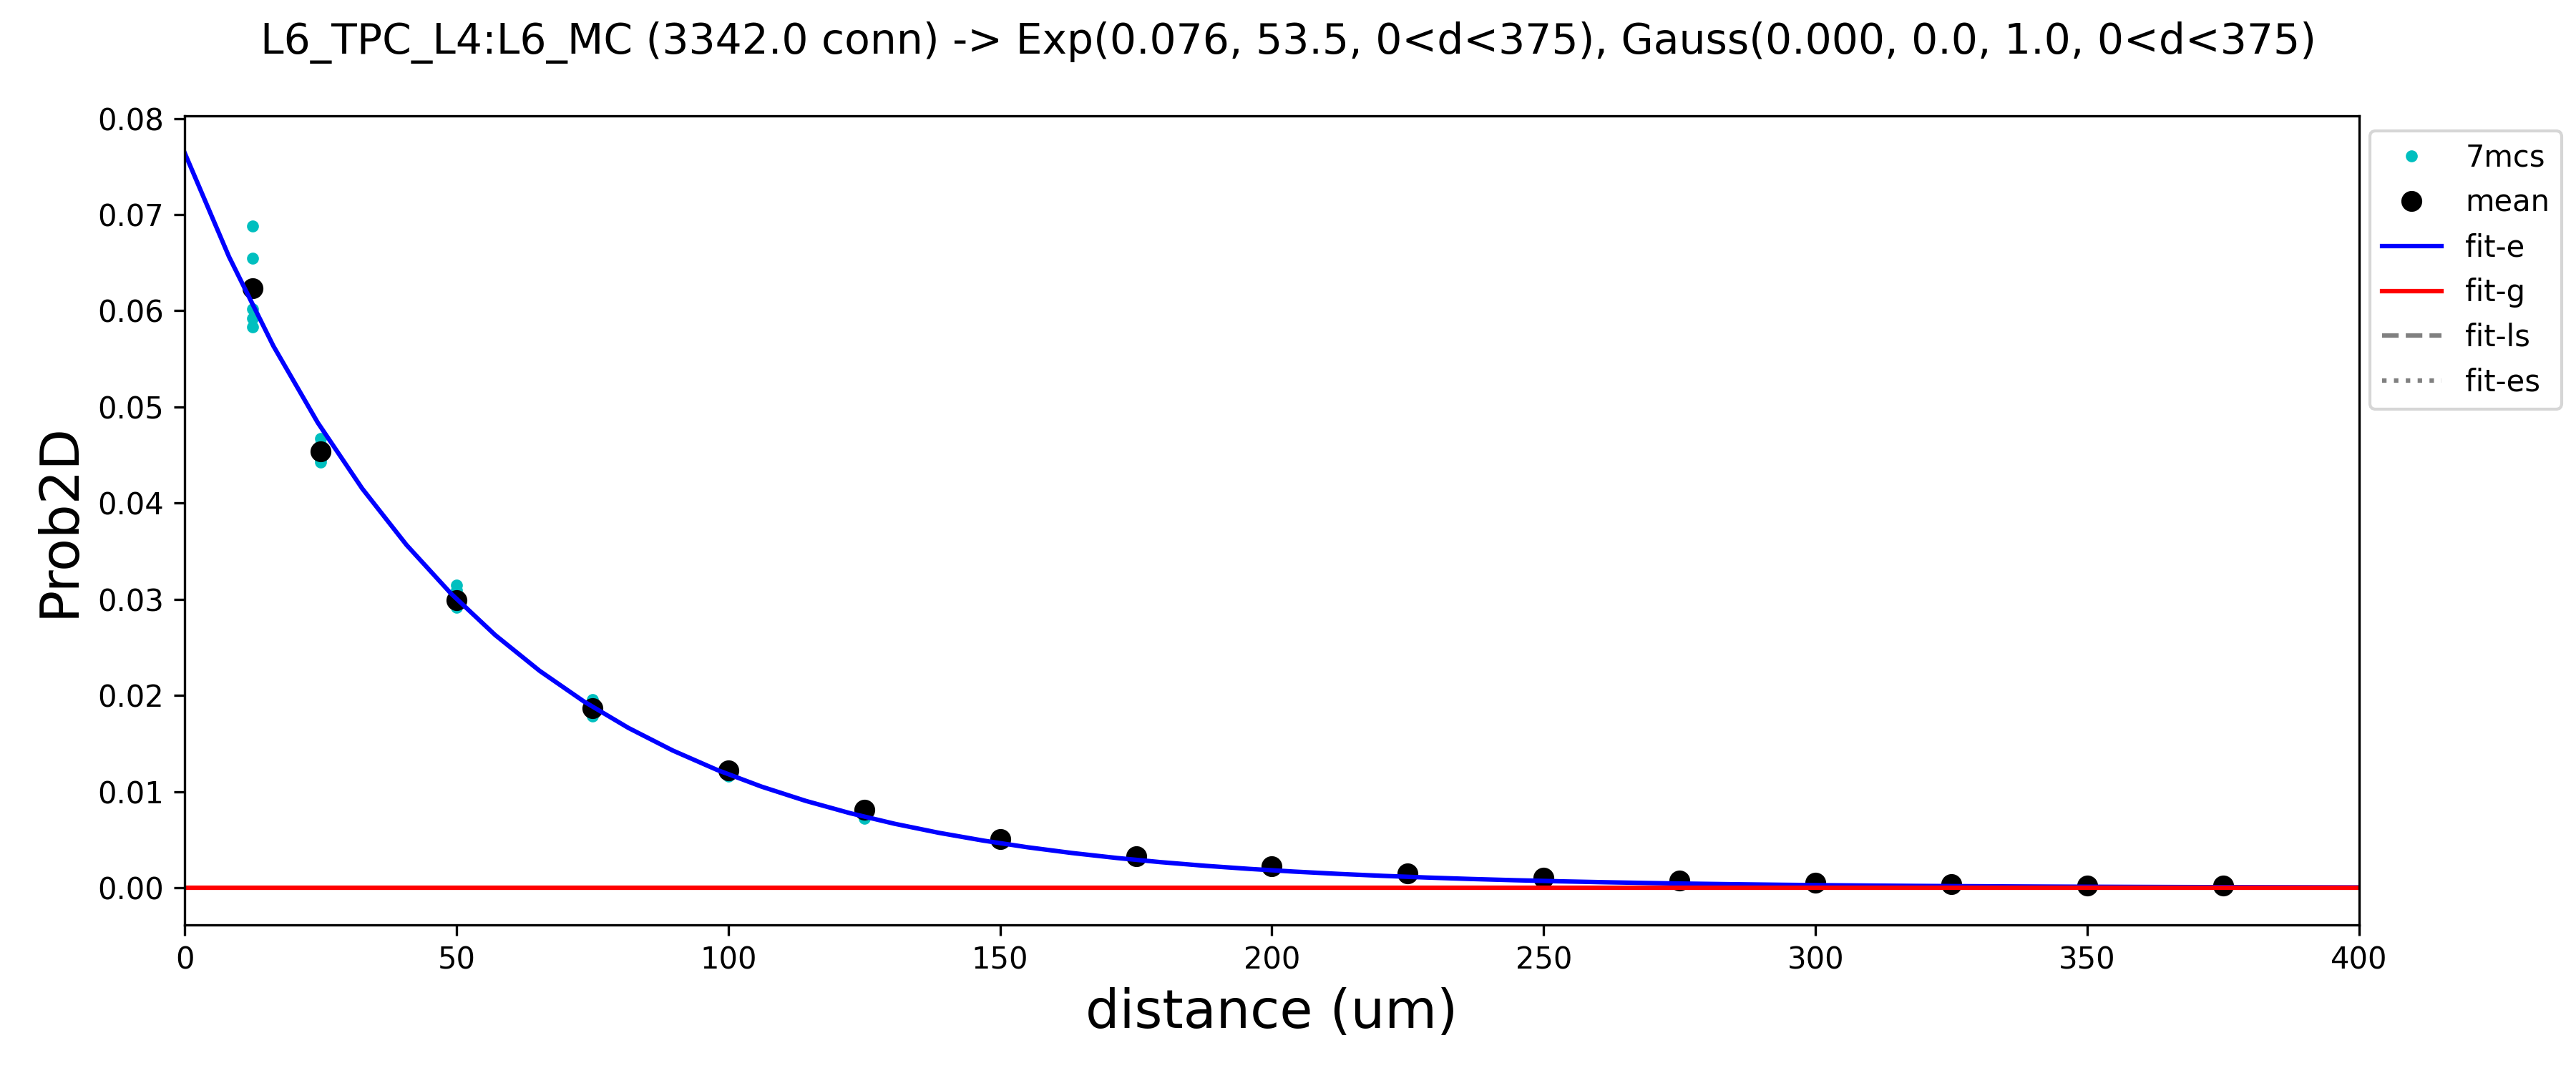 L6_TPC_L4:L6_MC (3342.0 conn) -> Exp(0.076, 53.5, 0<d<375), Gauss(0.000, 0.0, 1.0, 0<d<375)
0.08
0.07
0.06
0.05
0.04
0.03
0.02
0.01
0.00
Prob2D
0 50 100 150 200 250 300 350 400
distance (um)
7mcs
mean
fit-e
fit-g
fit-ls
fit-es